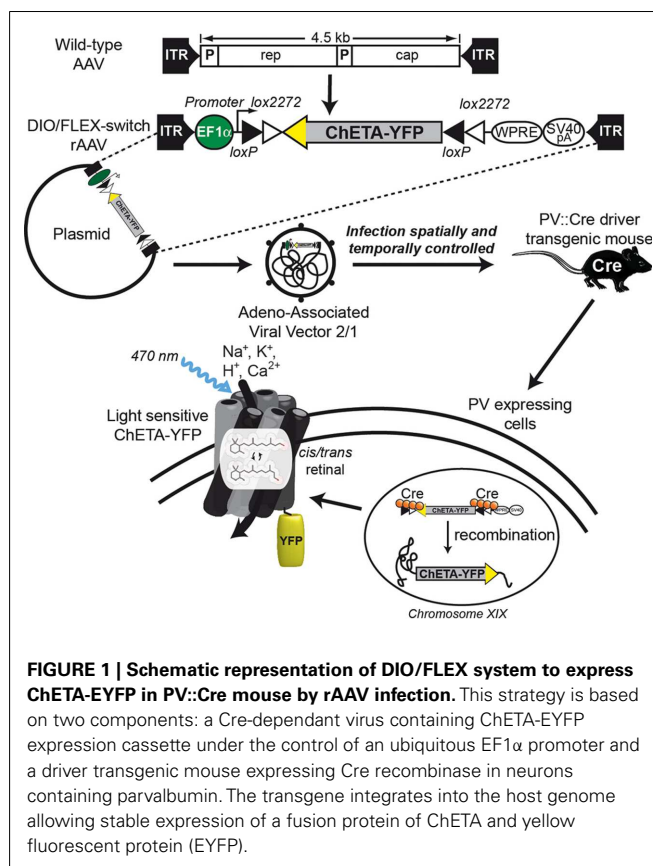 4.5 kb
Wild-type
AAV
ITR
P
rep
P
cap
ITR
Promoter
lox2272
lox2272
DIO/FLEX-switch
rAAV
ITR
EF1α
ChETA-YFP
WPRE
SV40
pA
ITR
loxP
loxP
ChETA-YFP
Plasmid
Infection spatially and
temporally controlled
PV::Cre driver
transgenic mouse
Cre
Adeno-Associated
Viral Vector 2/1
470 nm
Na+, K+,
H+, Ca2+
Light sensitive
ChETA-YFP
cis/trans
retinal
PV expressing
cells
YFP
Cre
Cre
ChETA-YFP
WPRE
SV40
recombination
ChETA-YFP
Chromosome XIX
FIGURE 1 | Schematic representation of DIO/FLEX system to express
ChETA-EYFP in PV::Cre mouse by rAAV infection. This strategy is based
on two components: a Cre-dependant virus containing ChETA-EYFP
expression cassette under the control of an ubiquitous EF1α promoter and
a driver transgenic mouse expressing Cre recombinase in neurons
containing parvalbumin. The transgene integrates into the host genome
allowing stable expression of a fusion protein of ChETA and yellow
fluorescent protein (EYFP).